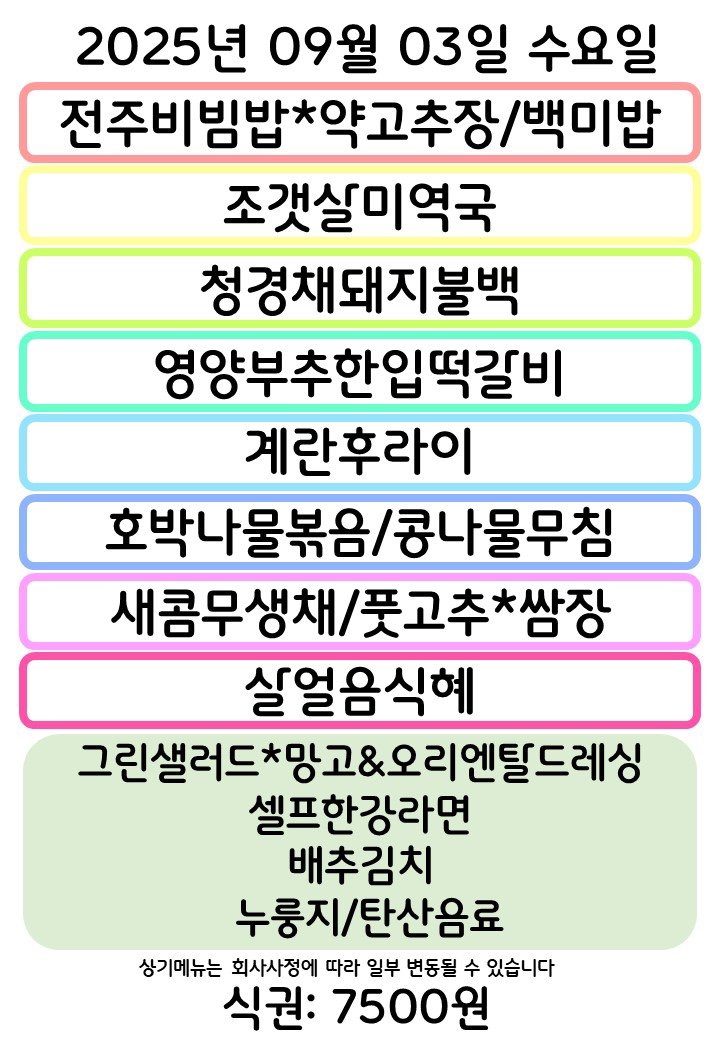 2025년 09월 03일 수요일
전주비빔밥*약고추장/백미밥
조갯살미역국
청경채돼지불백
영양부추한입떡갈비
계란후라이
호박나물볶음/콩나물무침
새콤무생채/풋고추*쌈장
살얼음식혜
그린샐러드*망고&오리엔탈드레싱
셀프한강라면
배추김치
누룽지/탄산음료
상기메뉴는 회사사정에 따라 일부 변동될 수 있습니다
식권: 7500원